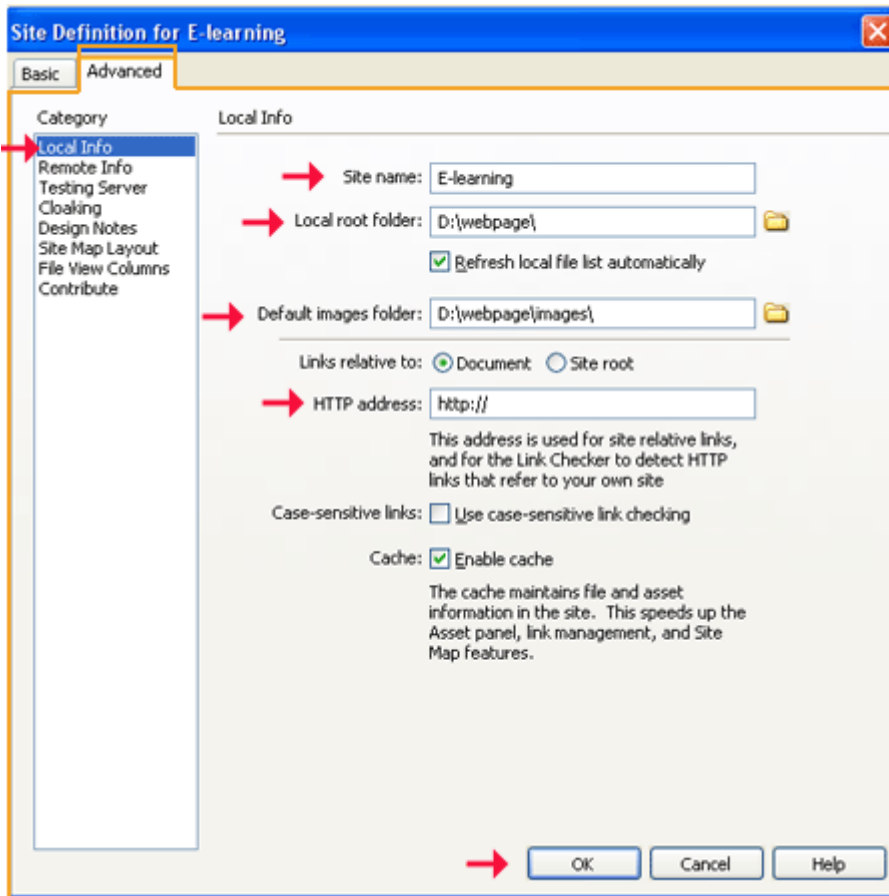 Site Definition for E-learning
Basic
Advanced
Category
Local Info
Remote Info
Testing Server
Cloaking
Design Notes
Site Map Layout
File View Columns
Contribute
Local Info
Site name: E-learning
Local root folder: D:\webpage\
Refresh local file list automatically
Default images folder: D:\webpage\images\
Links relative to: Document Site root
HTTP address: http://
This address is used for site relative links,
and for the Link Checker to detect HTTP
links that refer to your own site
Case-sensitive links: Use case-sensitive link checking
Cache: Enable cache
The cache maintains file and asset
information in the site. This speeds up the
Asset panel, link management, and Site
Map features.
OK Cancel Help